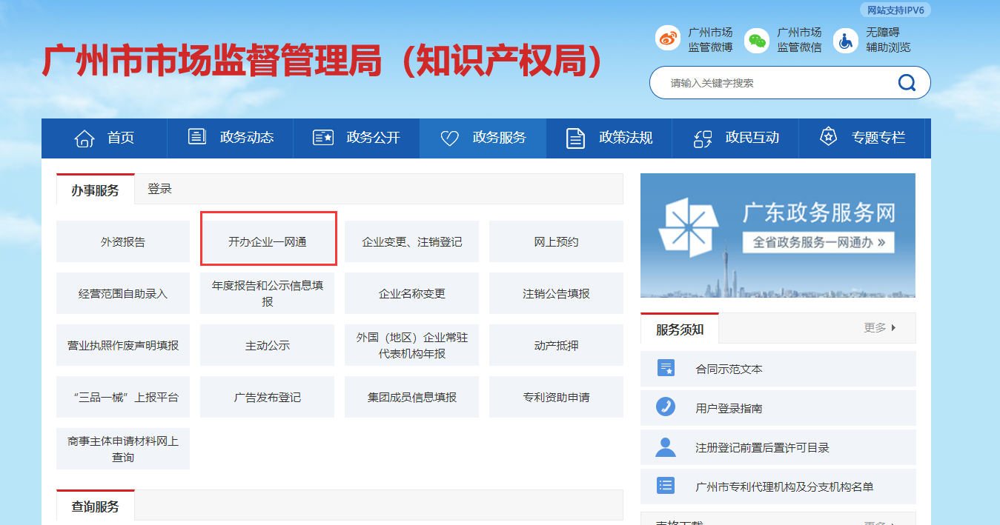 网站支持IPV6
广州市市场监督管理局（知识产权局）
广州市场
监管微博
广州市场
监管微信
无障碍
辅助浏览
请输入关键字搜索
首页
政务动态
政务公开
政务服务
政策法规
政民互动
专题专栏
办事服务
登录
外资报告
开办企业一网通
企业变更、注销登记
网上预约
经营范围自助录入
年度报告和公示信息填
报
企业名称变更
注销公告填报
营业执照作废声明填报
主动公示
外国（地区）企业常驻
代表机构年报
动产抵押
“三品一械”上报平台
广告发布登记
集团成员信息填报
专利资助申请
商事主体申请材料网上
查询
查询服务
广东政务服务网
全省政务服务一网通办 »
服务须知
更多
合同示范文本
用户登录指南
注册登记前置后置许可目录
广州市专利代理机构及分支机构名单
表格下载
更多